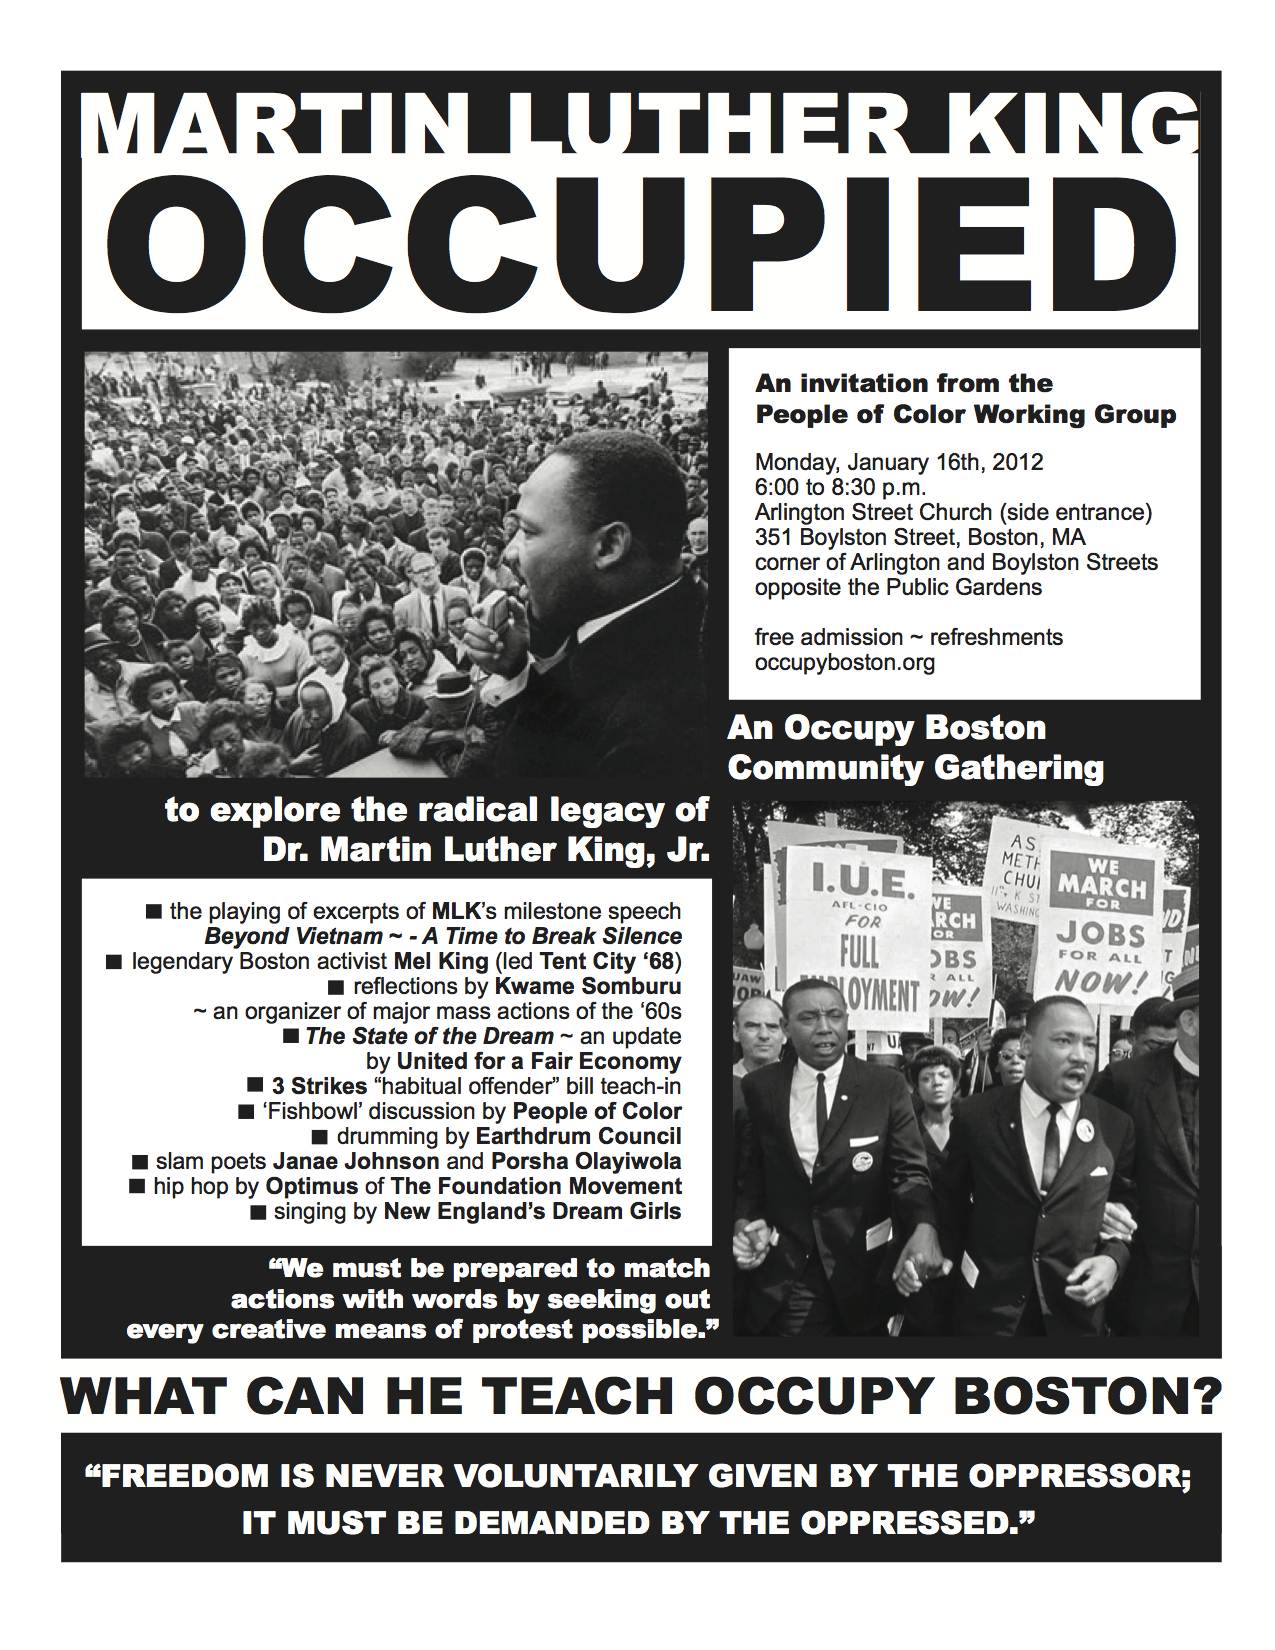 MARTIN LUTHER KING
OCCUPIED
An invitation from the
People of Color Working Group
Monday, January 16th, 2012
6:00 to 8:30 p.m.
Arlington Street Church (side entrance)
351 Boylston Street, Boston, MA
corner of Arlington and Boylston Streets
opposite the Public Gardens
free admission ~ refreshments
occupyboston.org
An Occupy Boston
Community Gathering
to explore the radical legacy of
Dr. Martin Luther King, Jr.
■ the playing of excerpts of MLK's milestone speech
Beyond Vietnam ~ - A Time to Break Silence
■ legendary Boston activist Mel King (led Tent City ‘68)
■ reflections by Kwame Somburu
~ an organizer of major mass actions of the ‘60s
■ The State of the Dream ~ an update
by United for a Fair Economy
■ 3 Strikes “habitual offender” bill teach-in
■ ‘Fishbowl’ discussion by People of Color
■ drumming by Earthdrum Council
■ slam poets Janae Johnson and Porsha Olayiwola
■ hip hop by Optimus of The Foundation Movement
■ singing by New England’s Dream Girls
“We must be prepared to match
actions with words by seeking out
every creative means of protest possible.”
I.U.E.
AFL-CIO
FOR
FULL
AS
METH
CHU
WE
MARCH
FOR
JOBS
FOR ALL
NOW!
UAW
WHAT CAN HE TEACH OCCUPY BOSTON?
“FREEDOM IS NEVER VOLUNTARILY GIVEN BY THE OPPRESSOR;
IT MUST BE DEMANDED BY THE OPPRESSED.”